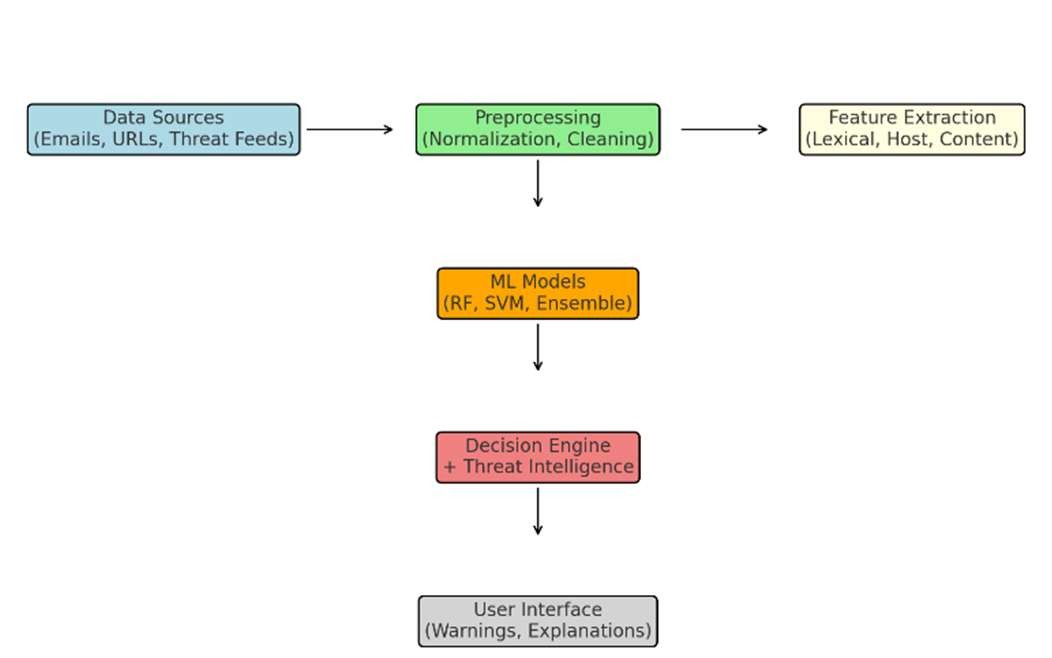 Data Sources
(Emails, URLs, Threat Feeds)
Preprocessing
(Normalization, Cleaning)
Feature Extraction
(Lexical, Host, Content)
ML Models
(RF, SVM, Ensemble)
Decision Engine
+ Threat Intelligence
User Interface
(Warnings, Explanations)